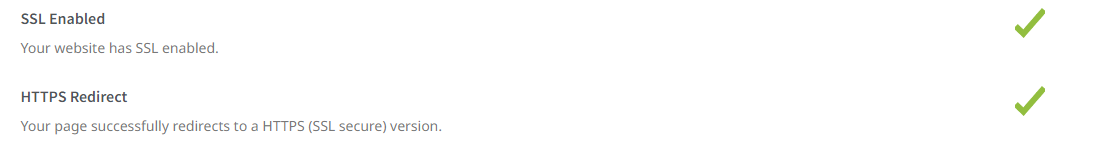 SSL Enabled
Your website has SSL enabled.
HTTPS Redirect
Your page successfully redirects to a HTTPS (SSL secure) version.